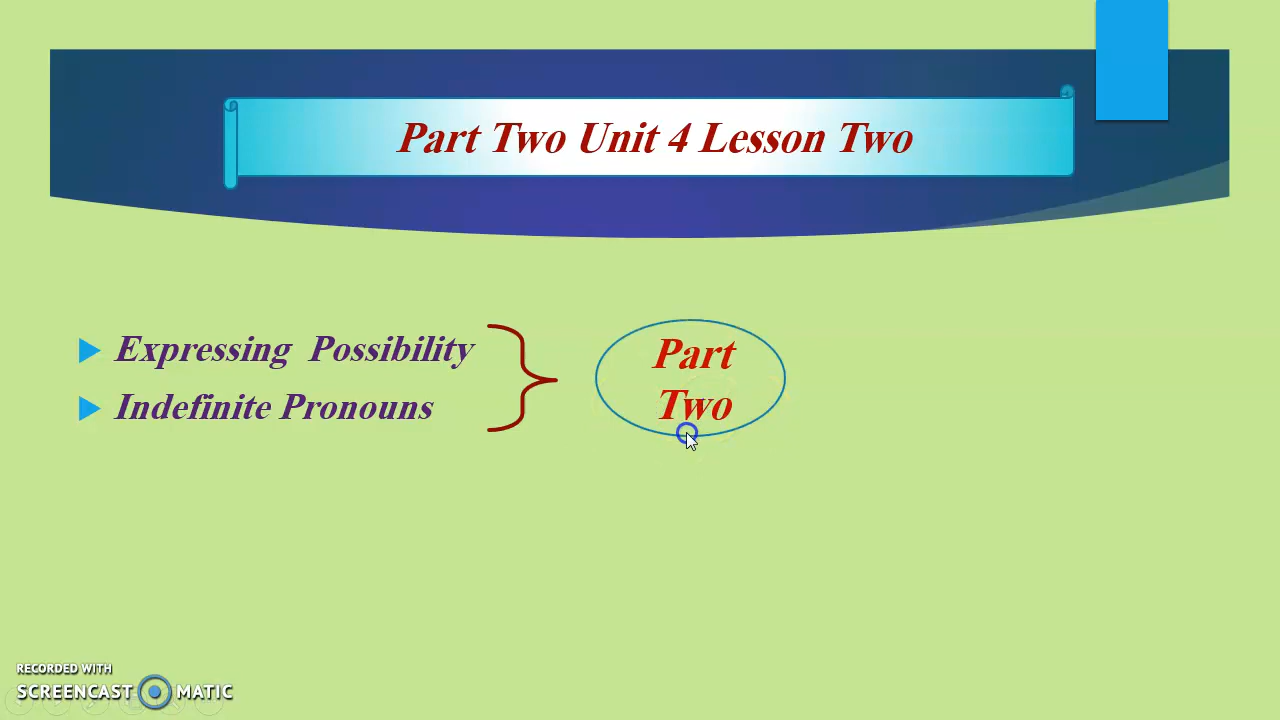 Part Two Unit 4 Lesson Two
Expressing Possibility
Indefinite Pronouns
Part
Two
RECORDED WITH
SCREENCAST MATIC